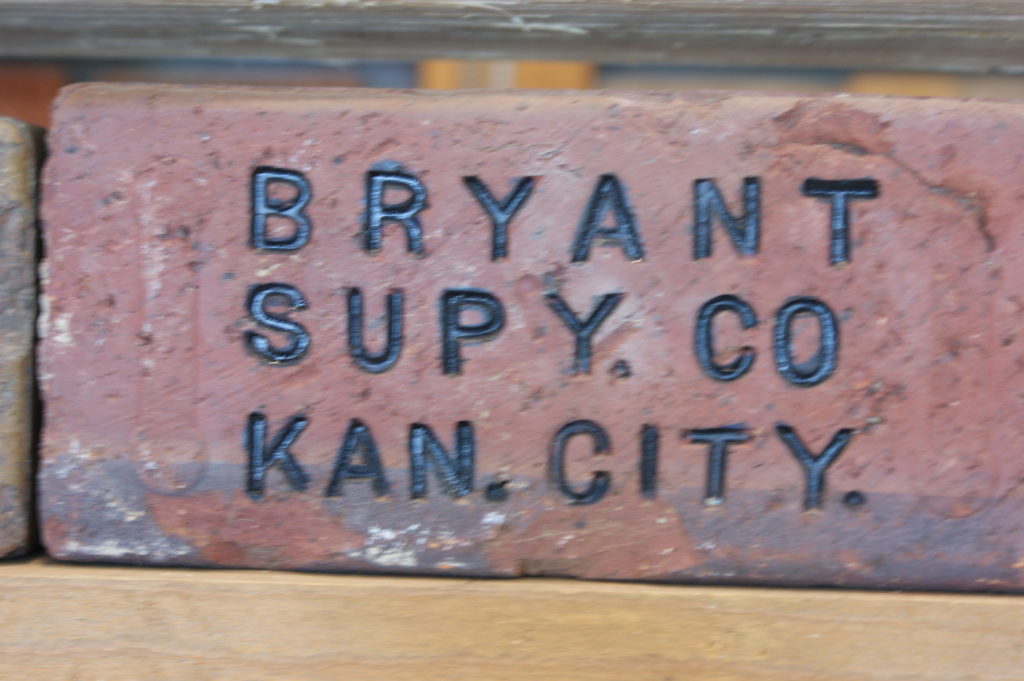 BRYANT
SUPY. CO
KAN. CITY.